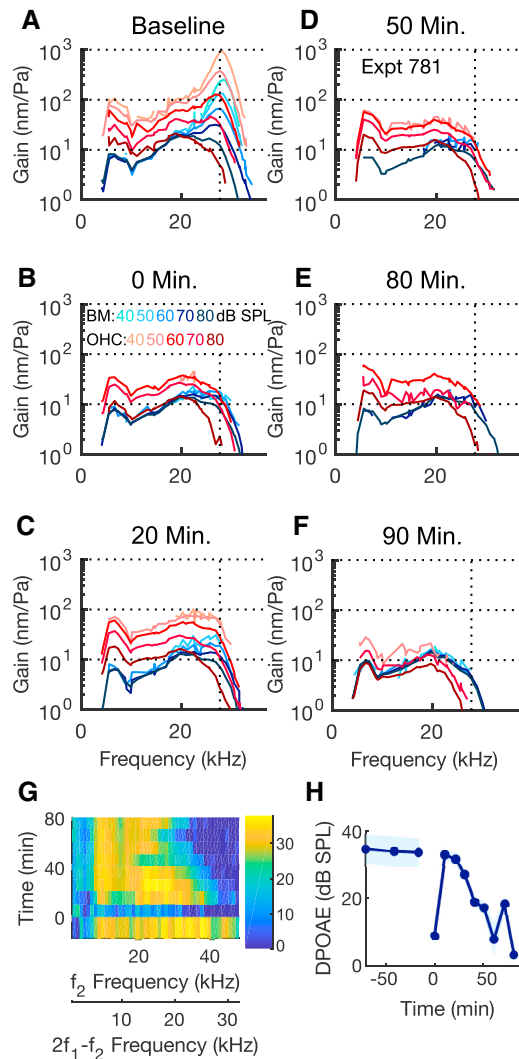 A
Baseline
Gain (nm/Pa)
10³
10²
10¹
10⁰
0
20
D
50 Min.
Expt 781
Gain (nm/Pa)
10³
10²
10¹
10⁰
0
20
B
0 Min.
BM: 40 50 60 70 80 dB SPL
OHC: 40 50 60 70 80
Gain (nm/Pa)
10³
10²
10¹
10⁰
0
20
E
80 Min.
Gain (nm/Pa)
10³
10²
10¹
10⁰
0
20
C
20 Min.
Gain (nm/Pa)
10³
10²
10¹
10⁰
0
20
Frequency (kHz)
F
90 Min.
Gain (nm/Pa)
10³
10²
10¹
10⁰
0
20
Frequency (kHz)
G
Time (min)
80
40
0
30
20
10
0
20
40
f₂ Frequency (kHz)
10
20
30
2f₁-f₂ Frequency (kHz)
H
DPOAE (dB SPL)
40
20
0
-50
0
50
Time (min)